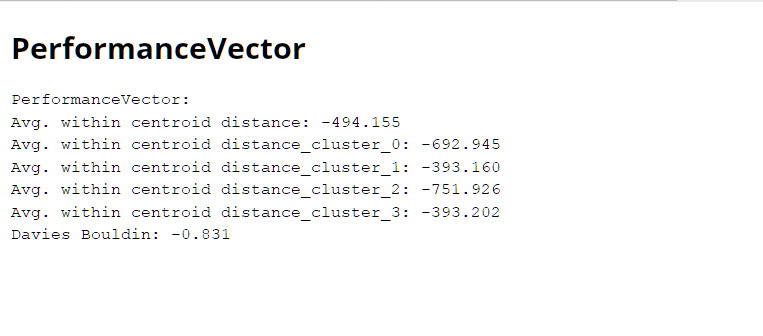 PerformanceVector
PerformanceVector:
Avg. within centroid distance: -494.155
Avg. within centroid distance_cluster_0: -692.945
Avg. within centroid distance_cluster_1: -393.160
Avg. within centroid distance_cluster_2: -751.926
Avg. within centroid distance_cluster_3: -393.202
Davies Bouldin: -0.831